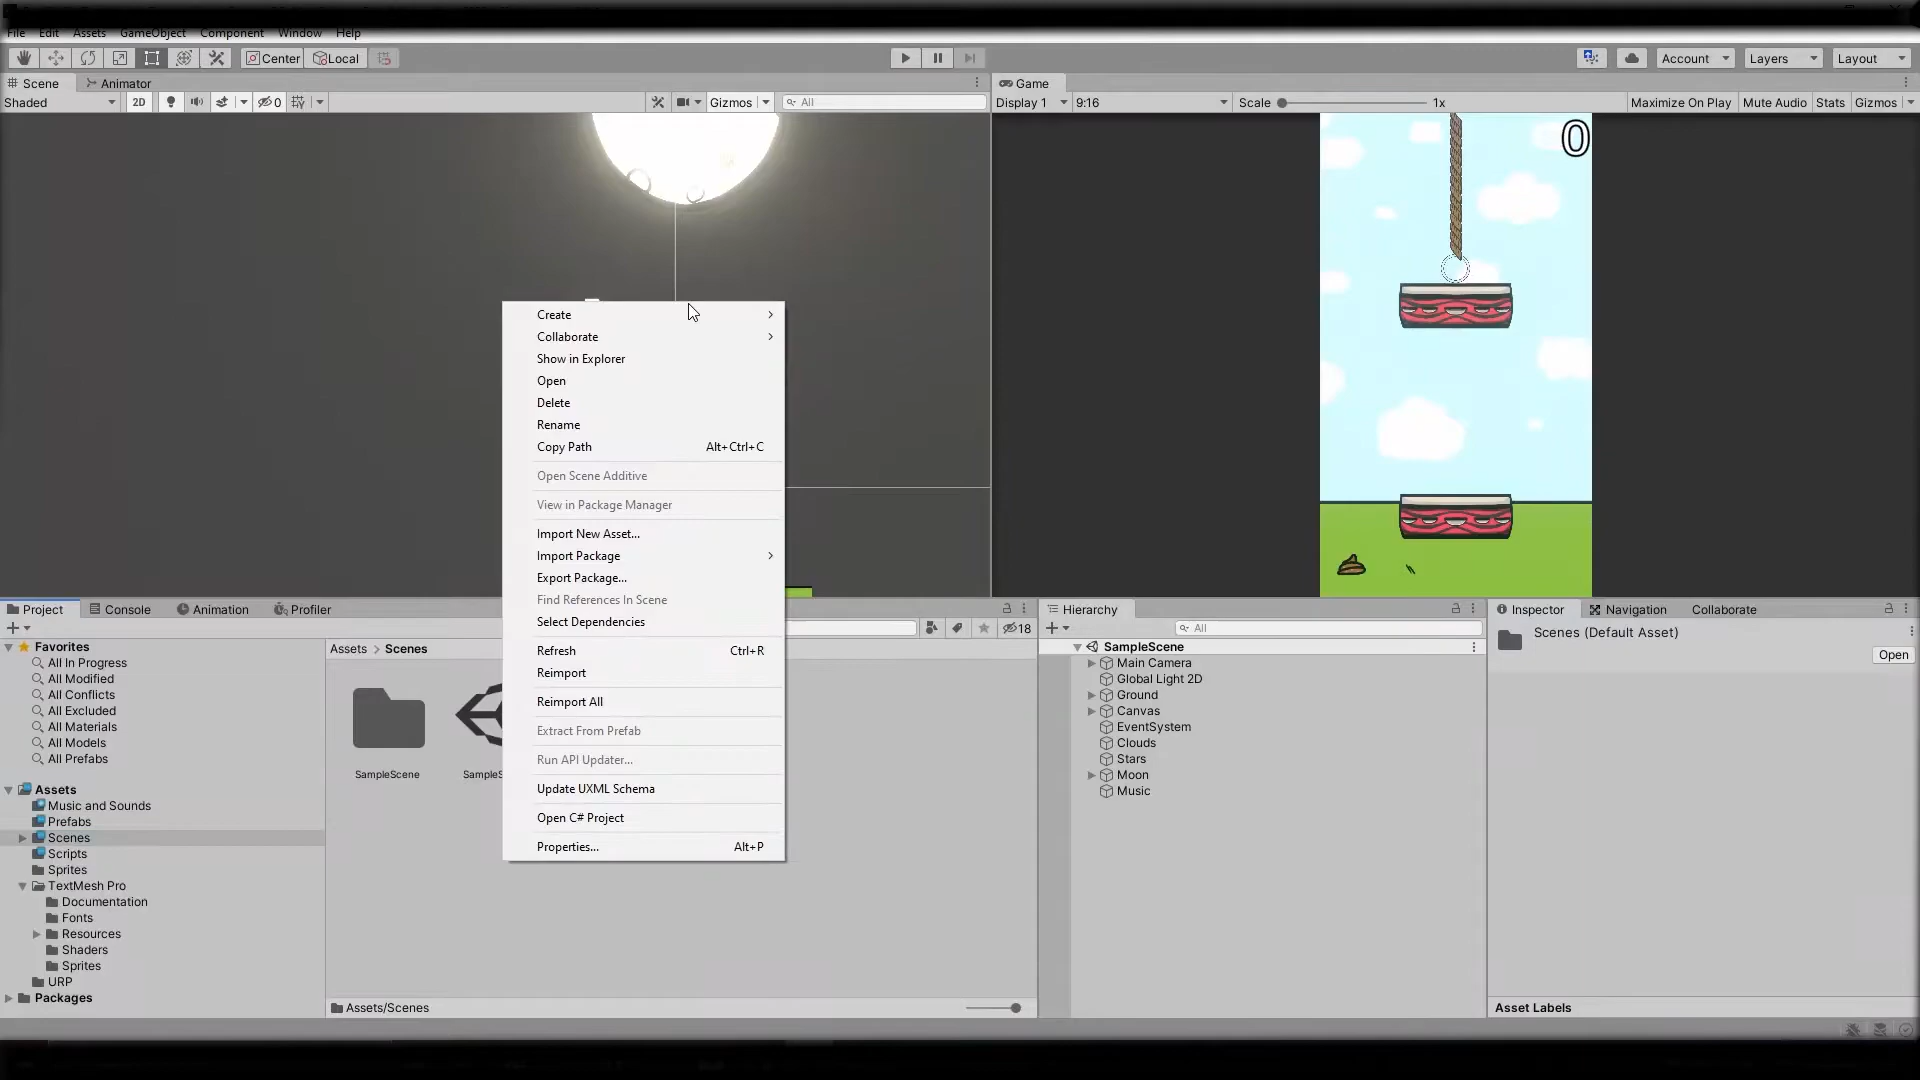 File Edit Assets GameObject Component Window Help
Center Local Account Layers Layout
Scene Animator
Game
Shaded 2D 0 Gizmos All
Display 1 9:16 Scale 1x Maximize On Play Mute Audio Stats Gizmos
0
Create
Collaborate
Show in Explorer
Open
Delete
Rename
Copy Path Alt+Ctrl+C
Open Scene Additive
View in Package Manager
Import New Asset...
Import Package
Export Package...
Find References In Scene
Select Dependencies
Refresh Ctrl+R
Reimport
Reimport All
Extract From Prefab
Run API Updater...
Update UXML Schema
Open C# Project
Properties... Alt+P
Project Console Animation Profiler
18
Favorites
All In Progress
All Modified
All Conflicts
All Excluded
All Materials
All Models
All Prefabs
Assets
Music and Sounds
Prefabs
Scenes
Scripts
Sprites
TextMesh Pro
Documentation
Fonts
Resources
Shaders
Sprites
URP
Packages
Assets > Scenes
SampleScene
SampleS
Assets/Scenes
Hierarchy
All
SampleScene
Main Camera
Global Light 2D
Ground
Canvas
EventSystem
Clouds
Stars
Moon
Music
Inspector Navigation Collaborate
Scenes (Default Asset)
Open
Asset Labels